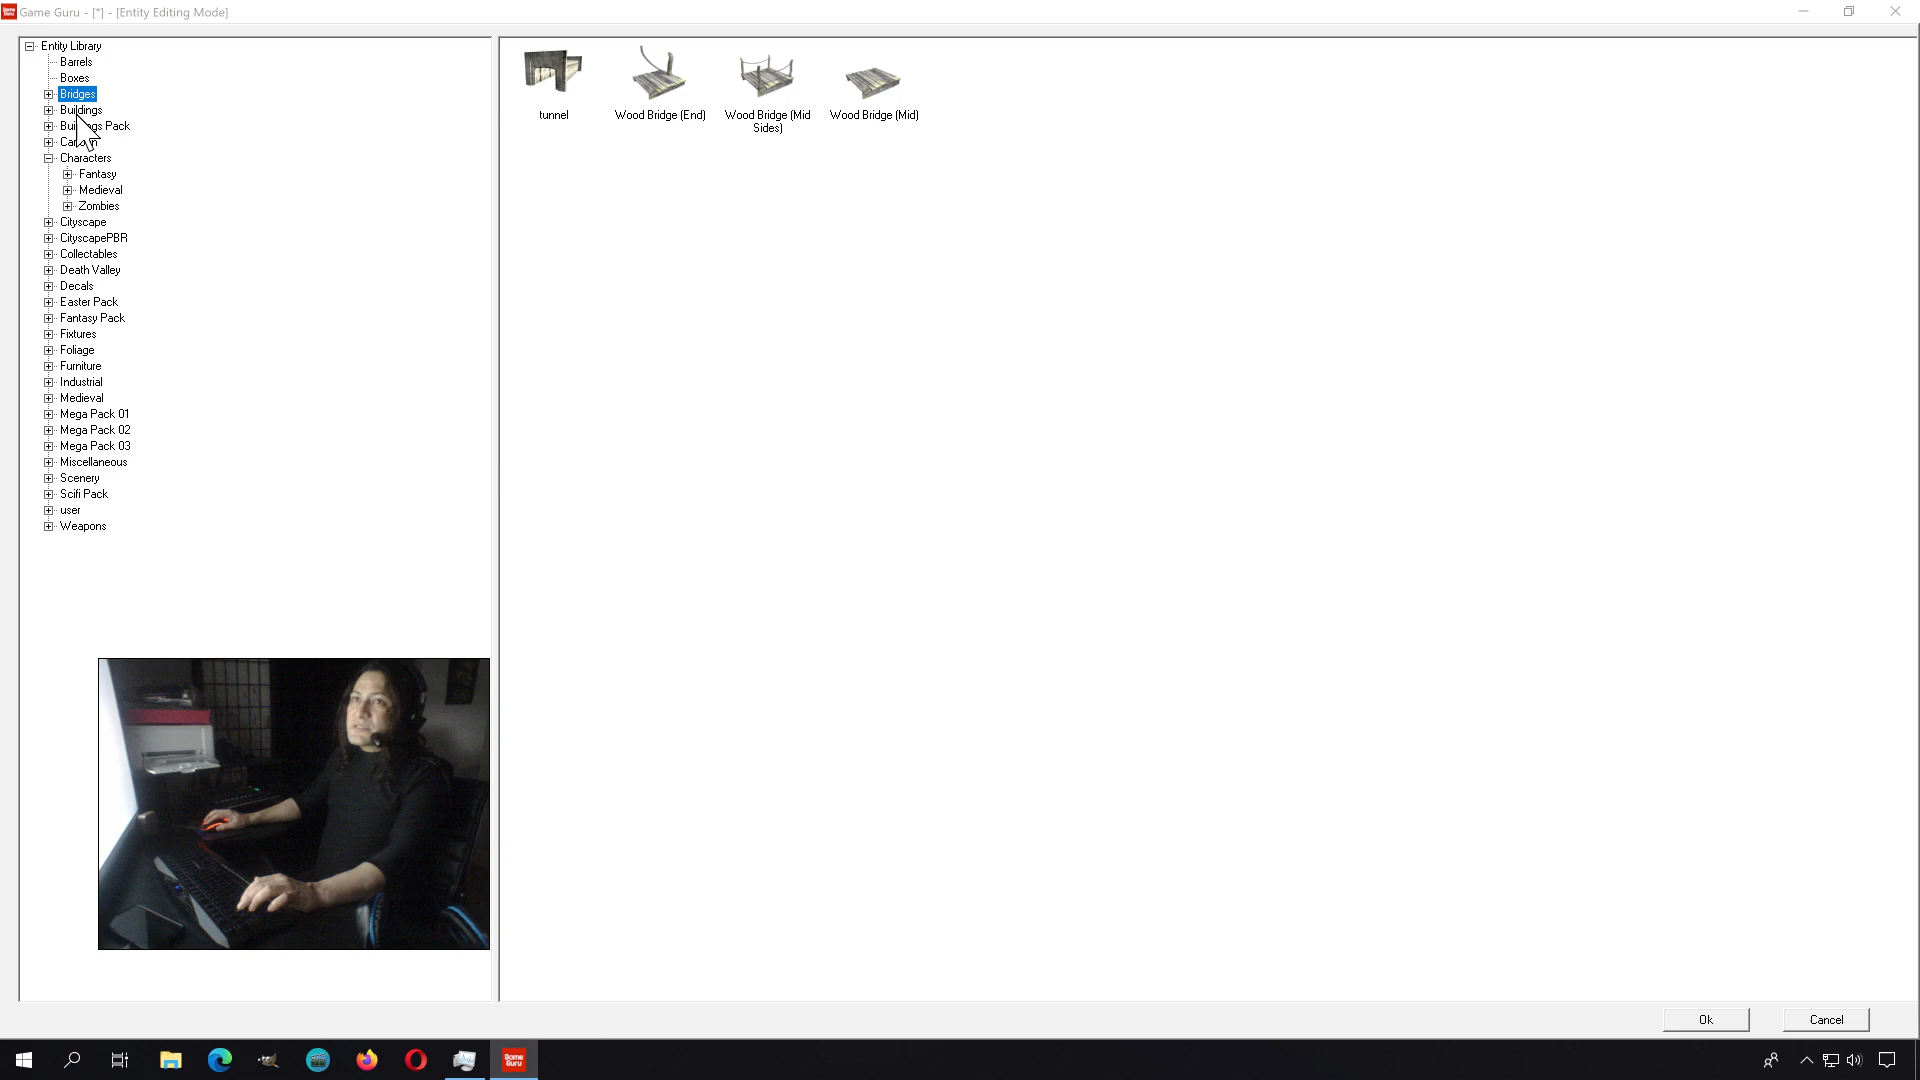 Game Guru - [*] - [Entity Editing Mode]
Entity Library
Barrels
Boxes
Bridges
Buildings
Pack
Characters
Fantasy
Medieval
Zombies
Cityscape
CityscapePBR
Collectables
Death Valley
Decals
Easter Pack
Fantasy Pack
Fixtures
Foliage
Furniture
Industrial
Medieval
Mega Pack 01
Mega Pack 02
Mega Pack 03
Miscellaneous
Scenery
Scifi Pack
user
Weapons
tunnel
Wood Bridge (End)
Wood Bridge (Mid
Sides)
Wood Bridge (Mid)
Ok
Cancel
Game
Guru